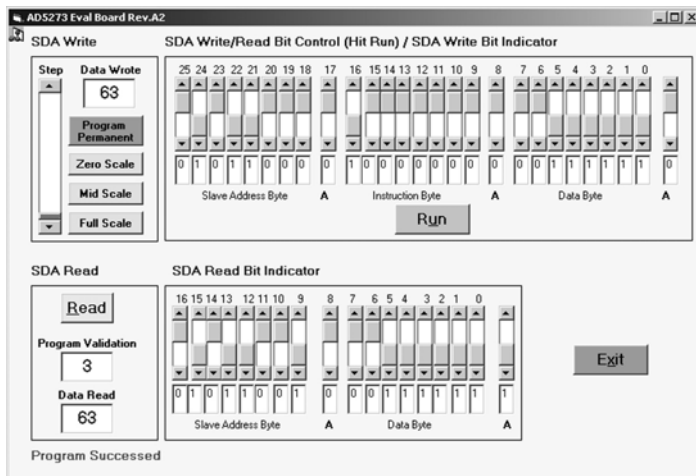 AD5273 Eval Board Rev.A2
SDA Write
SDA Write/Read Bit Control (Hit Run) / SDA Write Bit Indicator
Step
Data Wrote
63
Program Permanent
Zero Scale
Mid Scale
Full Scale
25 24 23 22 21 20 19 18 17 16 15 14 13 12 11 10 9 8 7 6 5 4 3 2 1 0
0 1 0 1 1 0 0 0 0 1 0 0 0 0 0 0 0 0 0 0 1 1 1 1 1 1 0
Slave Address Byte A Instruction Byte A Data Byte A
Run
SDA Read
SDA Read Bit Indicator
Read
Program Validation
3
Data Read
63
16 15 14 13 12 11 10 9 8 7 6 5 4 3 2 1 0
0 1 0 1 1 0 0 1 0 1 1 1 1 1 1 1 1 1
Slave Address Byte A Data Byte A
Exit
Program Successed